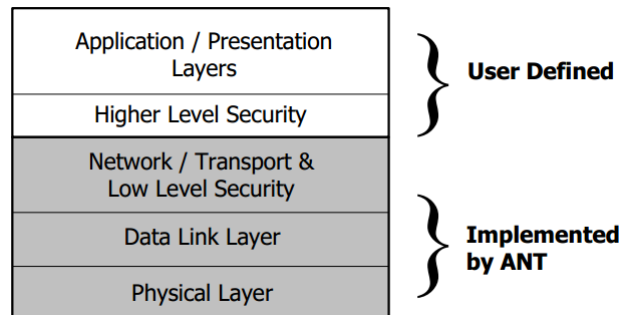 Application / Presentation
Layers
User Defined
Higher Level Security
Network / Transport &
Low Level Security
Data Link Layer
Implemented
by ANT
Physical Layer